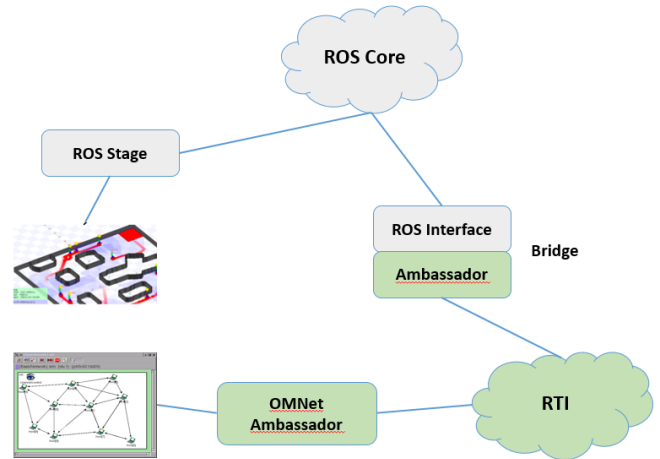 ROS Core
ROS Stage
ROS Interface
Ambassador
Bridge
OMNet
Ambassador
RTI